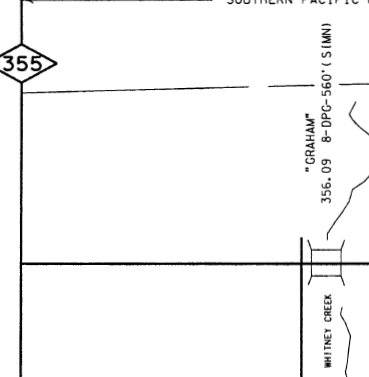 SOUTHERN PACIFIC
355
"GRAHAM"
356.09 8-DPG-560'(SIMN)
WHITNEY CREEK